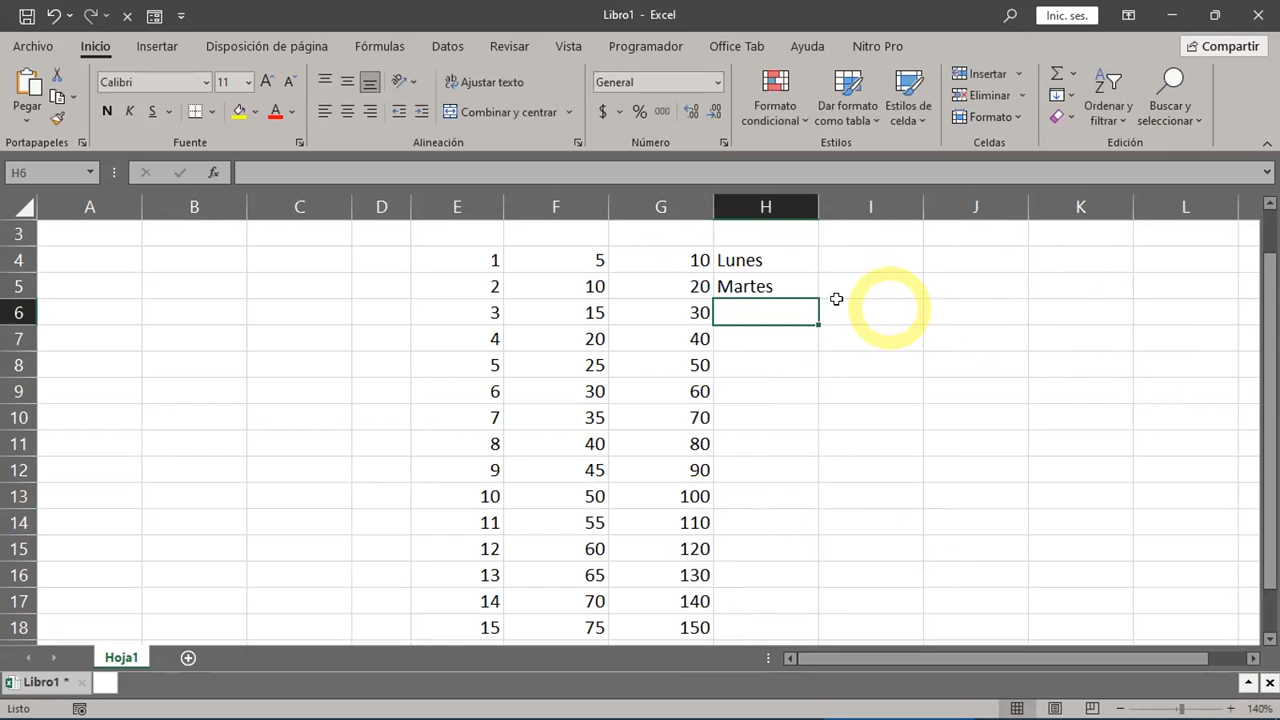 Libro1 - Excel
Inic. ses.
Archivo Inicio Insertar Disposición de página Fórmulas Datos Revisar Vista Programador Office Tab Ayuda Nitro Pro Compartir
Pegar
Portapapeles
Calibri 11
N K S
Fuente
Ajustar texto
Combinar y centrar
Alineación
General
$ % 000
Número
Formato condicional
Dar formato como tabla
Estilos de celda
Estilos
Insertar
Eliminar
Formato
Celdas
Ordenar y filtrar
Buscar y seleccionar
Edición
H6 fx
A B C D E F G H I J K L
3
4 1 5 10 Lunes
5 2 10 20 Martes
6 3 15 30
7 4 20 40
8 5 25 50
9 6 30 60
10 7 35 70
11 8 40 80
12 9 45 90
13 10 50 100
14 11 55 110
15 12 60 120
16 13 65 130
17 14 70 140
18 15 75 150
Hoja1
Libro1 *
Listo 140%